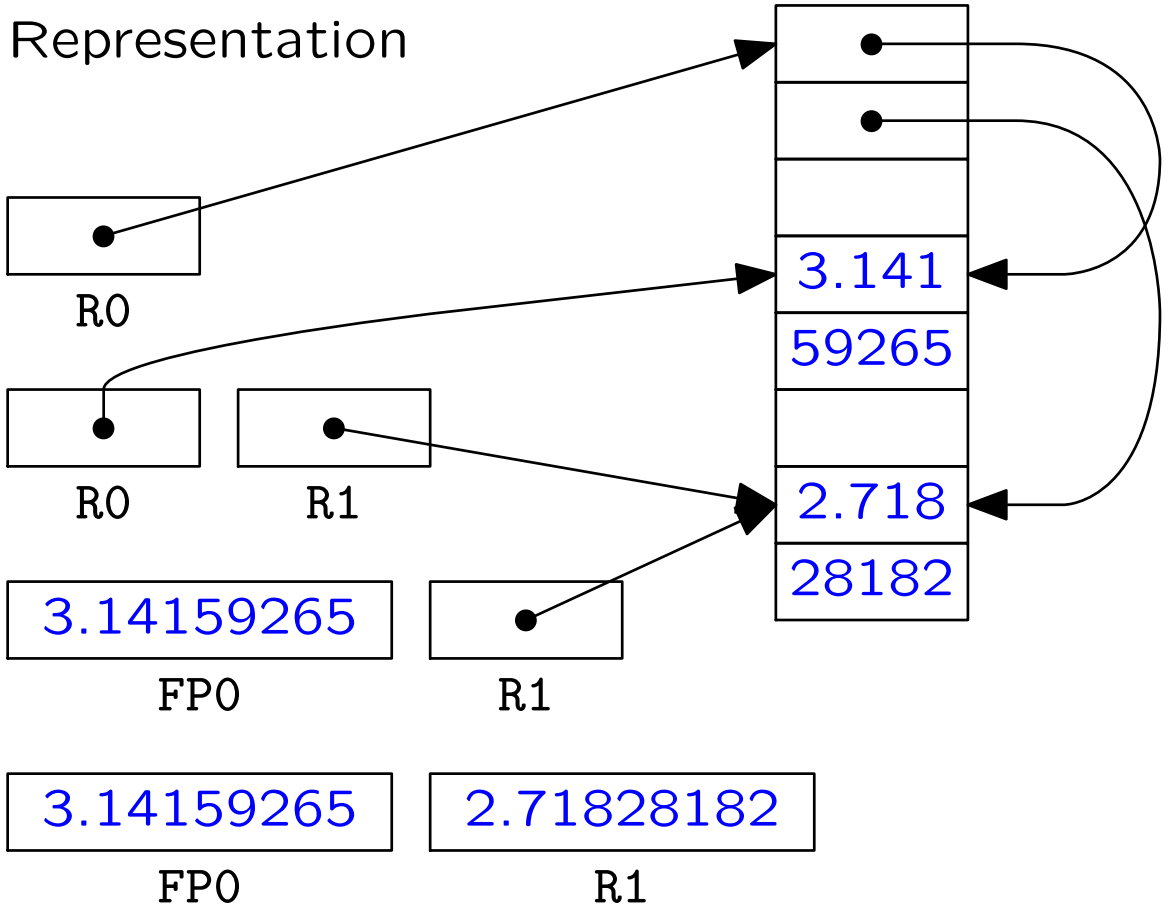 Representation
R0
3.141
59265
R0 R1
2.718
28182
3.14159265
FP0 R1
3.14159265 2.71828182
FP0 R1